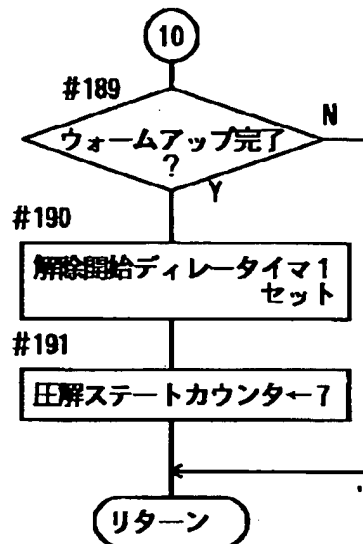 10
#189
N
ウォームアップ完了
?
Y
#190
解除開始ディレータイマ1
セット
#191
圧解ステートカウンタ←7
リターン